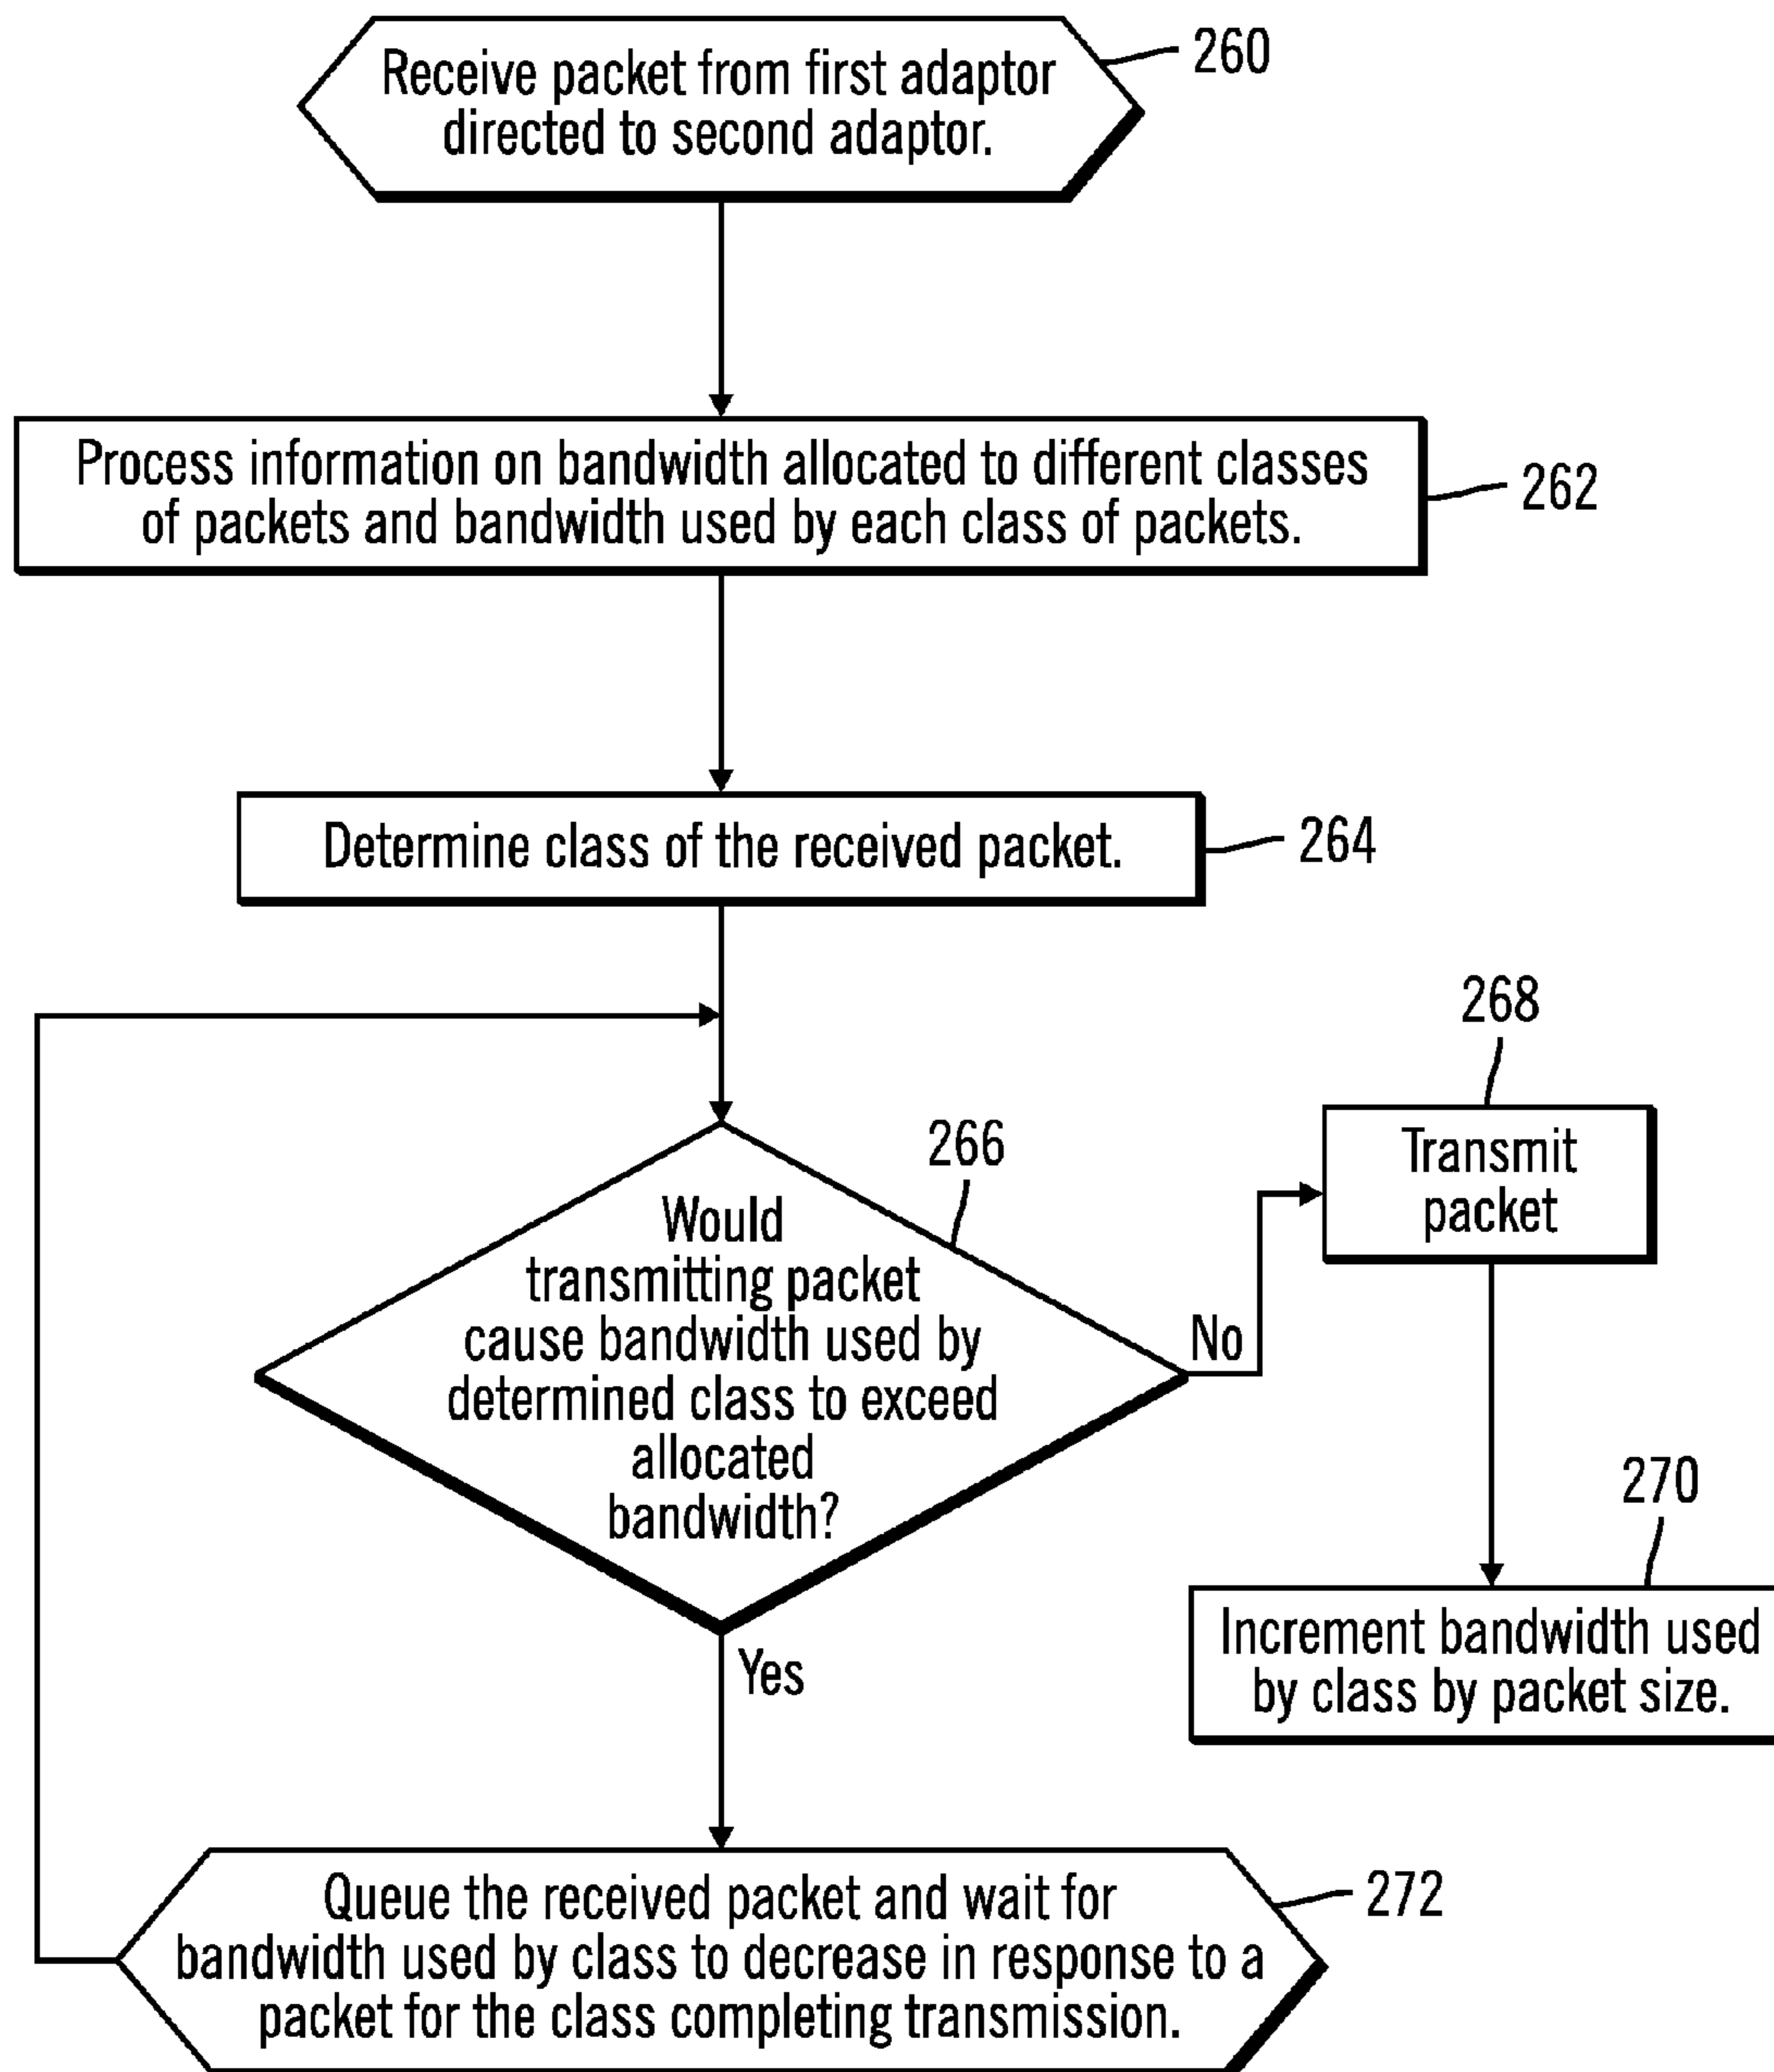 Receive packet from first adaptor
directed to second adaptor.
260
Process information on bandwidth allocated to different classes
of packets and bandwidth used by each class of packets.
262
Determine class of the received packet.
264
266
Would
transmitting packet
cause bandwidth used by
determined class to exceed
allocated
bandwidth?
No
Yes
268
Transmit
packet
270
Increment bandwidth used
by class by packet size.
Queue the received packet and wait for
bandwidth used by class to decrease in response to a
packet for the class completing transmission.
272